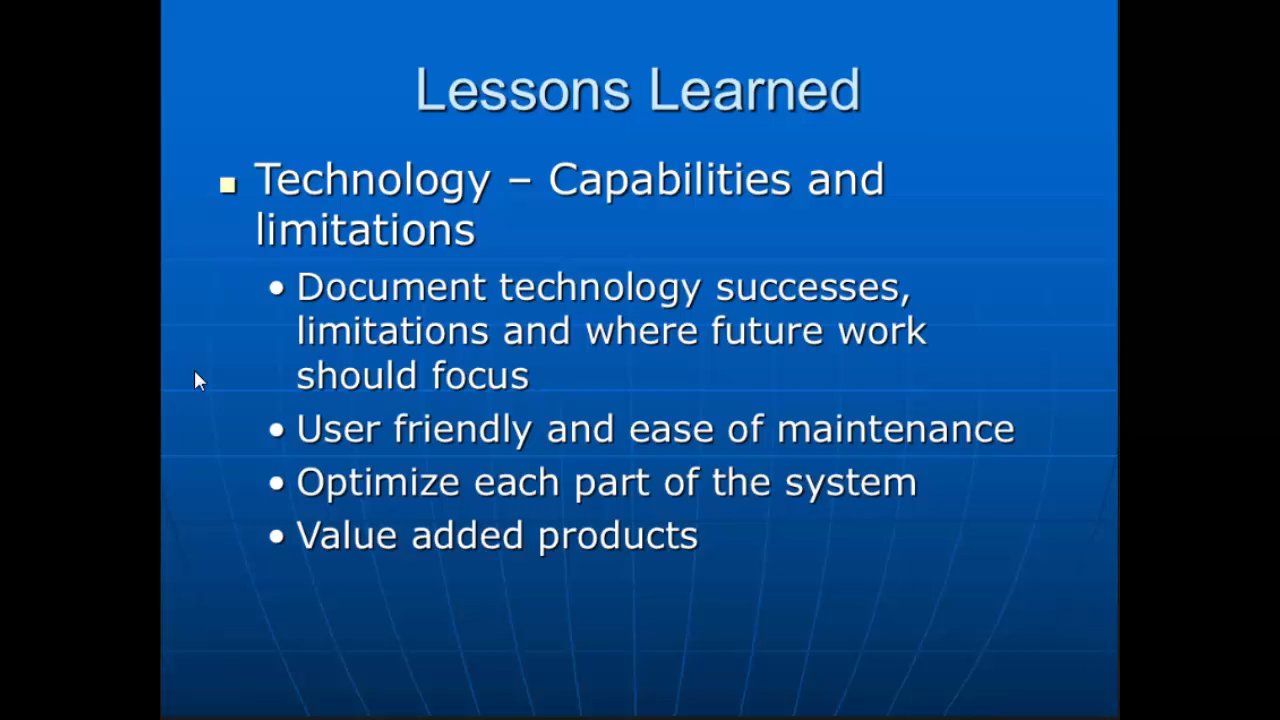 Lessons Learned
Technology – Capabilities and
limitations
• Document technology successes,
limitations and where future work
should focus
• User friendly and ease of maintenance
• Optimize each part of the system
• Value added products